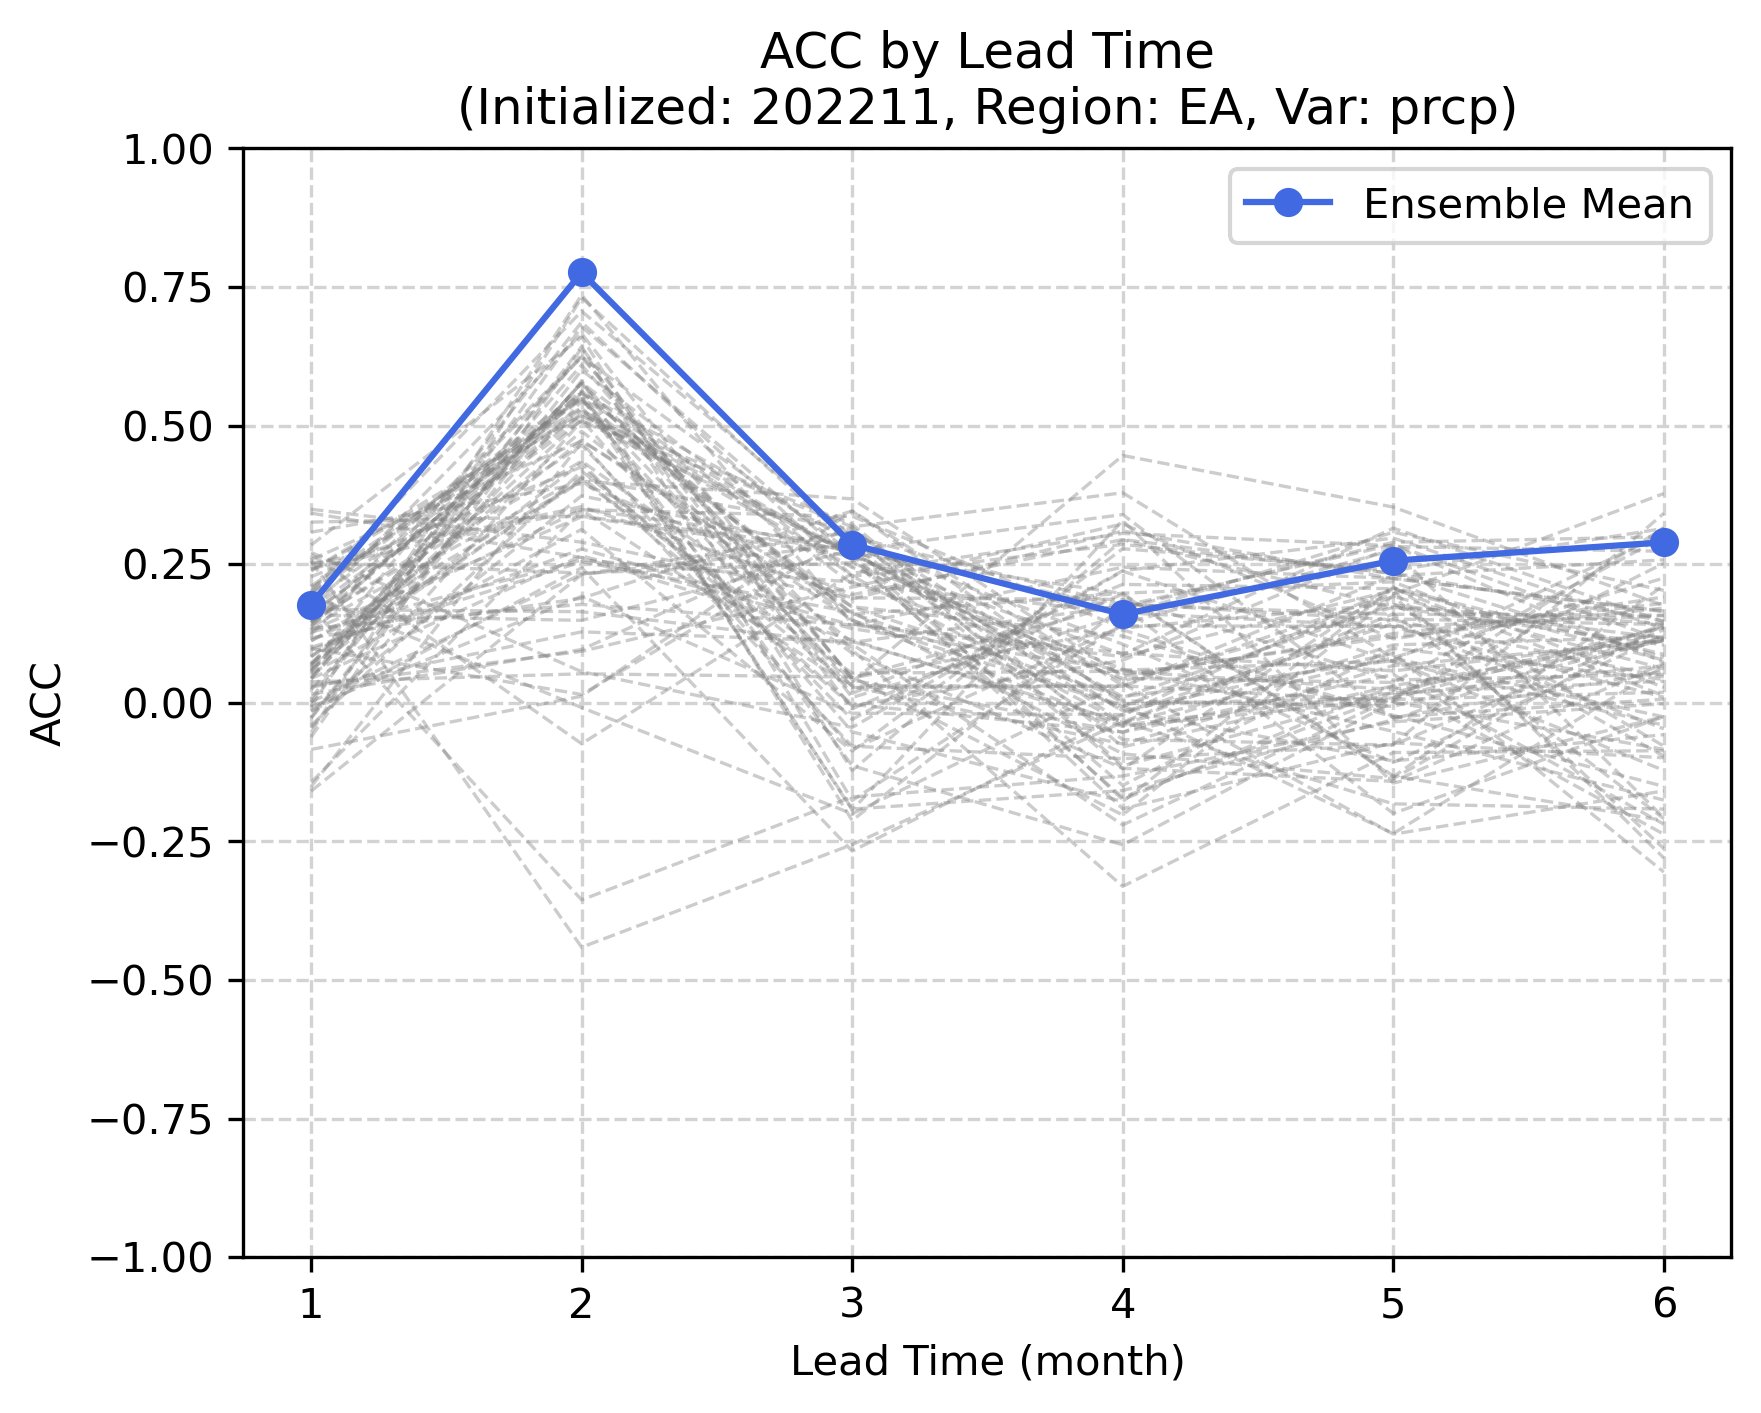 ACC by Lead Time
(Initialized: 202211, Region: EA, Var: prcp)
Ensemble Mean
1.00
0.75
0.50
0.25
0.00
−0.25
−0.50
−0.75
−1.00
ACC
1 2 3 4 5 6
Lead Time (month)